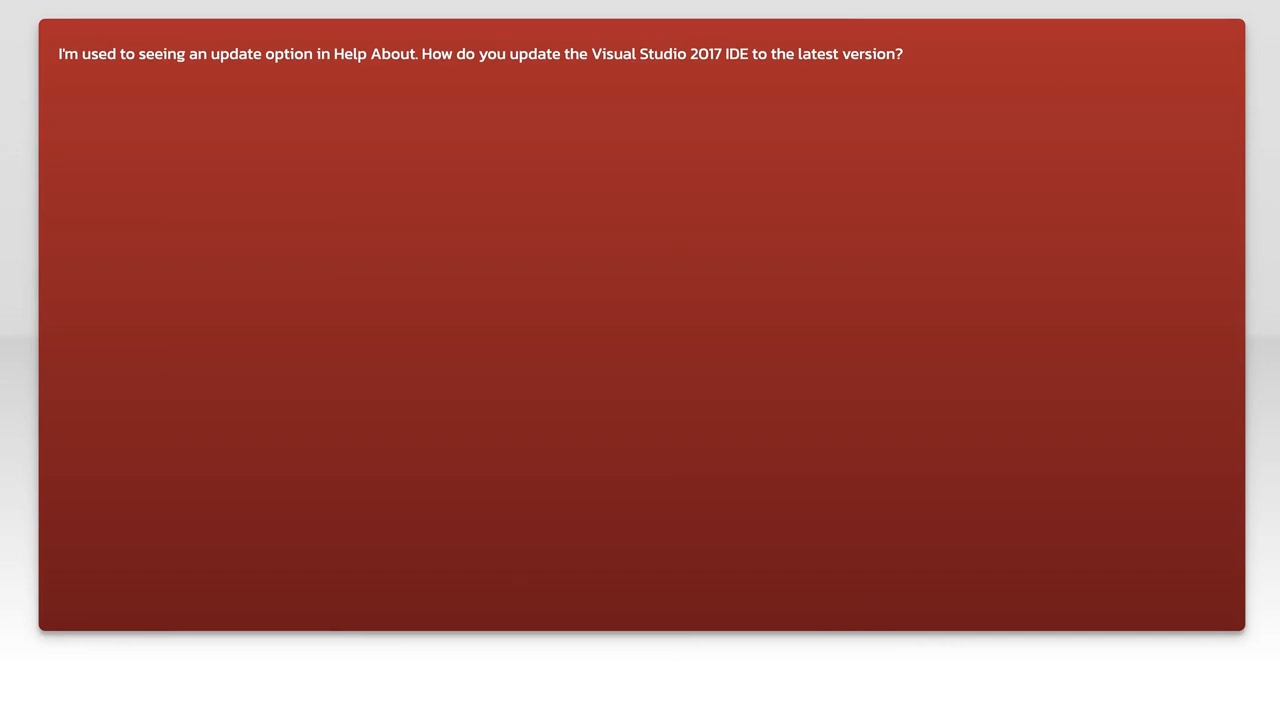 I'm used to seeing an update option in Help About. How do you update the Visual Studio 2017 IDE to the latest version?